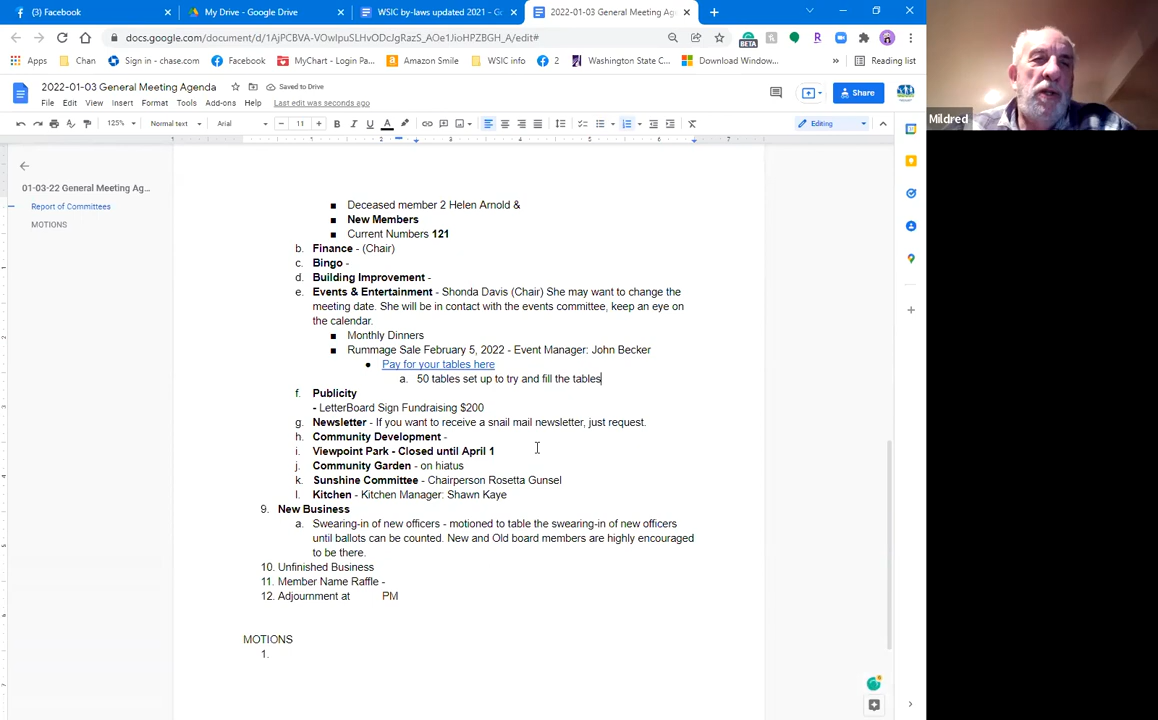 (3) Facebook
My Drive - Google Drive
WSIC by-laws updated 2021 - Go
2022-01-03 General Meeting Agen
docs.google.com/document/d/1AjPCBVA-VOwIpuSLHvODcJgRazS_AOe1JioHPZBGH_A/edit#
BETA
Apps
Chan
Sign in - chase.com
Facebook
MyChart - Login Pa...
Amazon Smile
WSIC info
2
Washington State C...
Download Window...
»
Reading list
2022-01-03 General Meeting Agenda
Saved to Drive
File Edit View Insert Format Tools Add-ons Help Last edit was seconds ago
Share
125% Normal text Arial 11 Editing
01-03-22 General Meeting Ag...
Report of Committees
MOTIONS
■ Deceased member 2 Helen Arnold &
■ New Members
■ Current Numbers 121
b. Finance - (Chair)
c. Bingo -
d. Building Improvement -
e. Events & Entertainment - Shonda Davis (Chair) She may want to change the
meeting date. She will be in contact with the events committee, keep an eye on
the calendar.
■ Monthly Dinners
■ Rummage Sale February 5, 2022 - Event Manager: John Becker
● Pay for your tables here
a. 50 tables set up to try and fill the tables
f. Publicity
- LetterBoard Sign Fundraising $200
g. Newsletter - If you want to receive a snail mail newsletter, just request.
h. Community Development -
i. Viewpoint Park - Closed until April 1
j. Community Garden - on hiatus
k. Sunshine Committee - Chairperson Rosetta Gunsel
l. Kitchen - Kitchen Manager: Shawn Kaye
9. New Business
a. Swearing-in of new officers - motioned to table the swearing-in of new officers
until ballots can be counted. New and Old board members are highly encouraged
to be there.
10. Unfinished Business
11. Member Name Raffle -
12. Adjournment at PM
MOTIONS
1.
Mildred